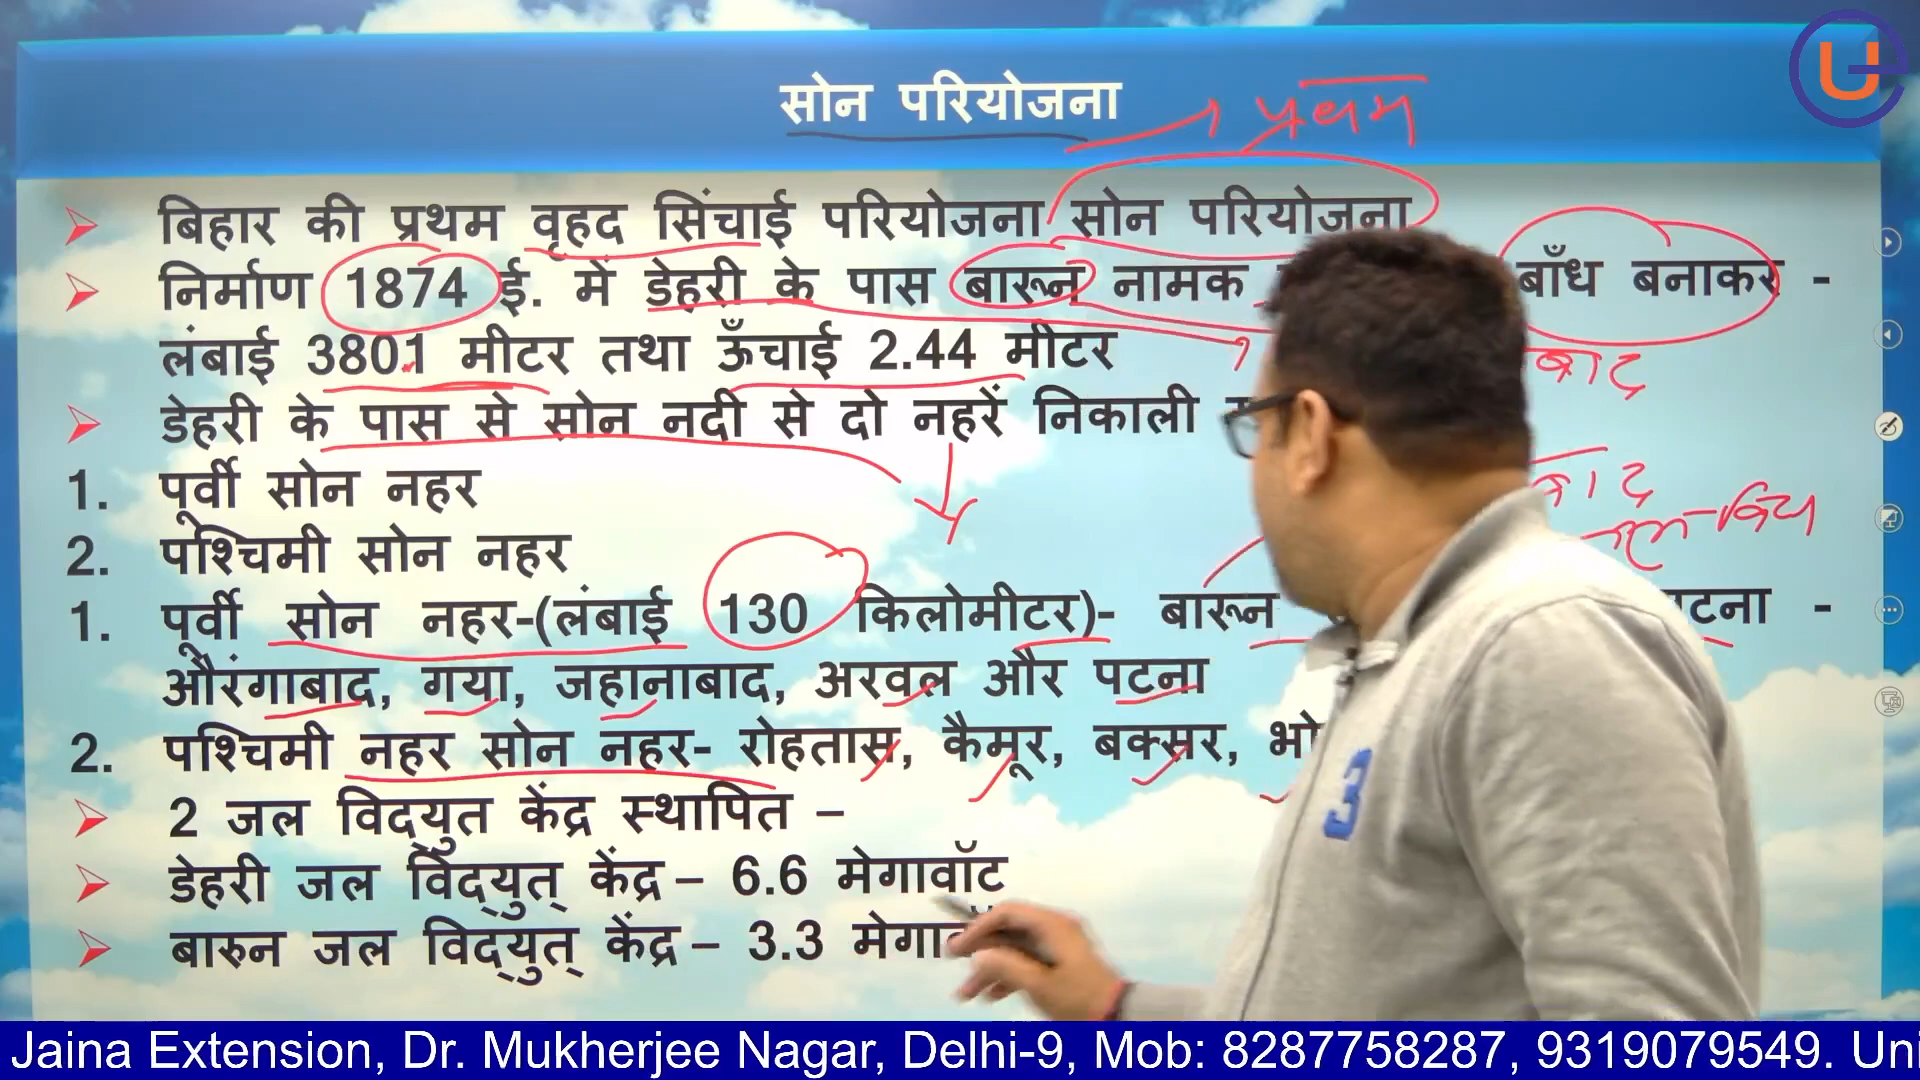 सोन परियोजना
प्रथम
बिहार की प्रथम वृहद सिंचाई परियोजना सोन परियोजना
निर्माण 1874 ई. में डेहरी के पास बारून नामक बाँध बनाकर -
लंबाई 3801 मीटर तथा ऊँचाई 2.44 मीटर
बाद
डेहरी के पास से सोन नदी से दो नहरें निकाली
बाद
1. पूर्वी सोन नहर
2. पश्चिमी सोन नहर
1. पूर्वी सोन नहर-(लंबाई 130 किलोमीटर)- बारून -
औरंगाबाद, गया, जहानाबाद, अरवल और पटना
2. पश्चिमी नहर सोन नहर- रोहतास, कैमूर, बक्सर,
2 जल विद्युत केंद्र स्थापित –
डेहरी जल विद्युत् केंद्र – 6.6 मेगावॉट
बारुन जल विद्युत् केंद्र – 3.3
3
Jaina Extension, Dr. Mukherjee Nagar, Delhi-9, Mob: 8287758287, 9319079549. Uni